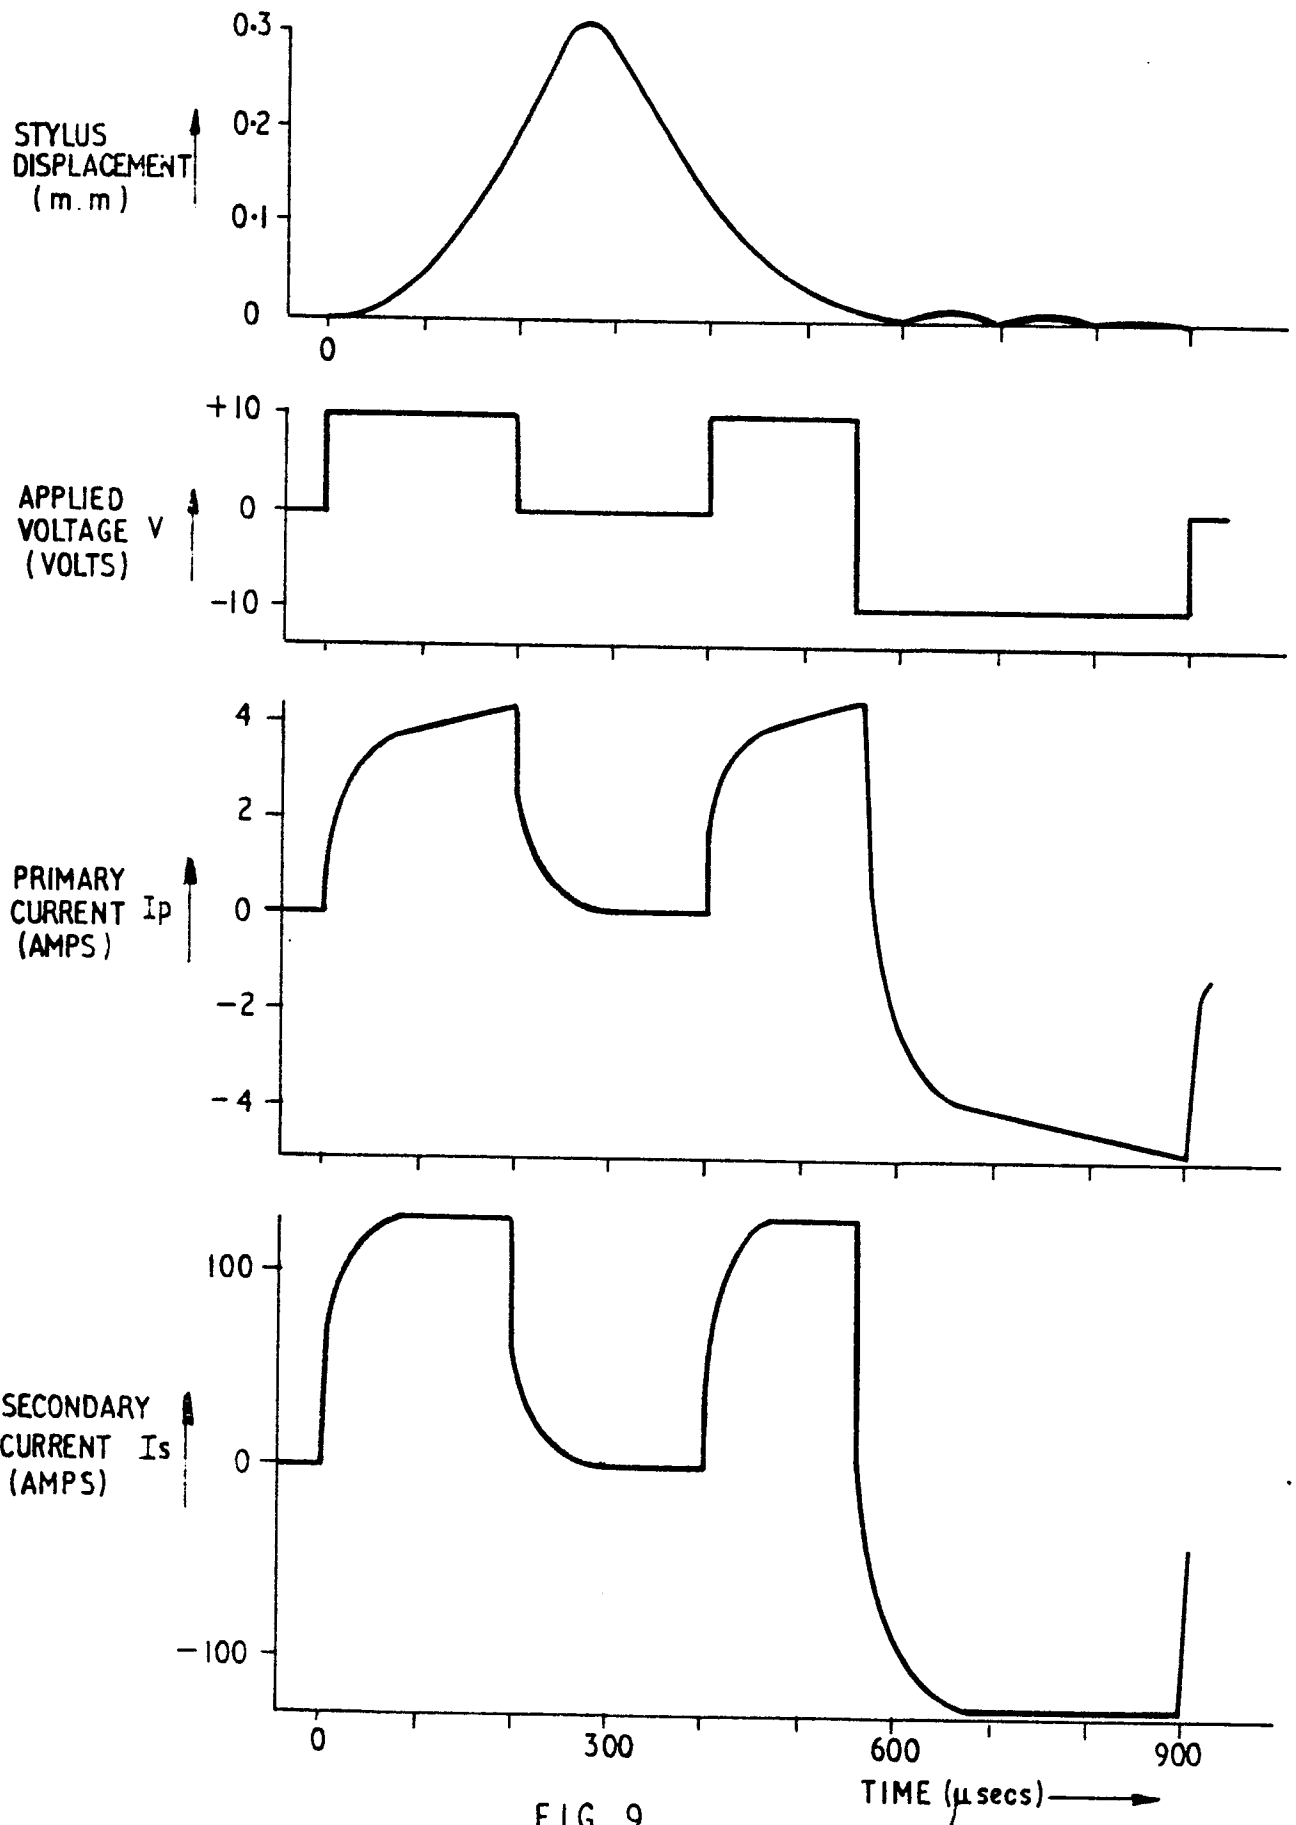 0.3
0.2
0.1
0
STYLUS
DISPLACEMENT
(m.m)
0
+10
0
-10
APPLIED
VOLTAGE V
(VOLTS)
4
2
0
-2
-4
PRIMARY
CURRENT Ip
(AMPS)
100
0
-100
SECONDARY
CURRENT Is
(AMPS)
0 300 600 900
TIME (μsecs)
FIG 9